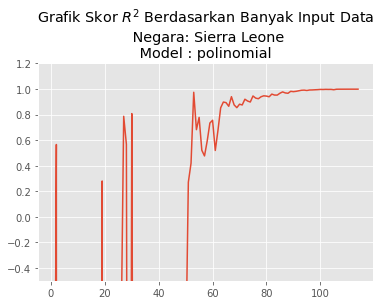 Grafik Skor R² Berdasarkan Banyak Input Data
Negara: Sierra Leone
Model : polinomial
1.2
1.0
0.8
0.6
0.4
0.2
0.0
−0.2
−0.4
0 20 40 60 80 100